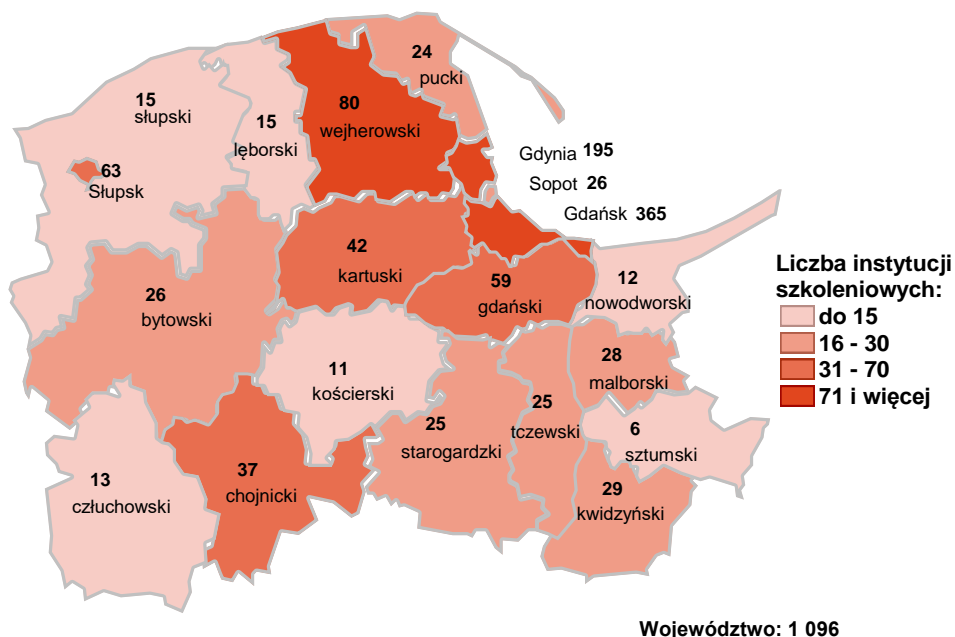 24
pucki
15
słupski
80
wejherowski
15
lęborski
63
Słupsk
Gdynia 195
Sopot 26
Gdańsk 365
42
kartuski
59
gdański
12
nowodworski
26
bytowski
11
kościerski
28
malborski
25
starogardzki
25
tczewski
6
sztumski
13
człuchowski
37
chojnicki
29
kwidzyński
Liczba instytucji
szkoleniowych:
do 15
16 - 30
31 - 70
71 i więcej
Województwo: 1 096